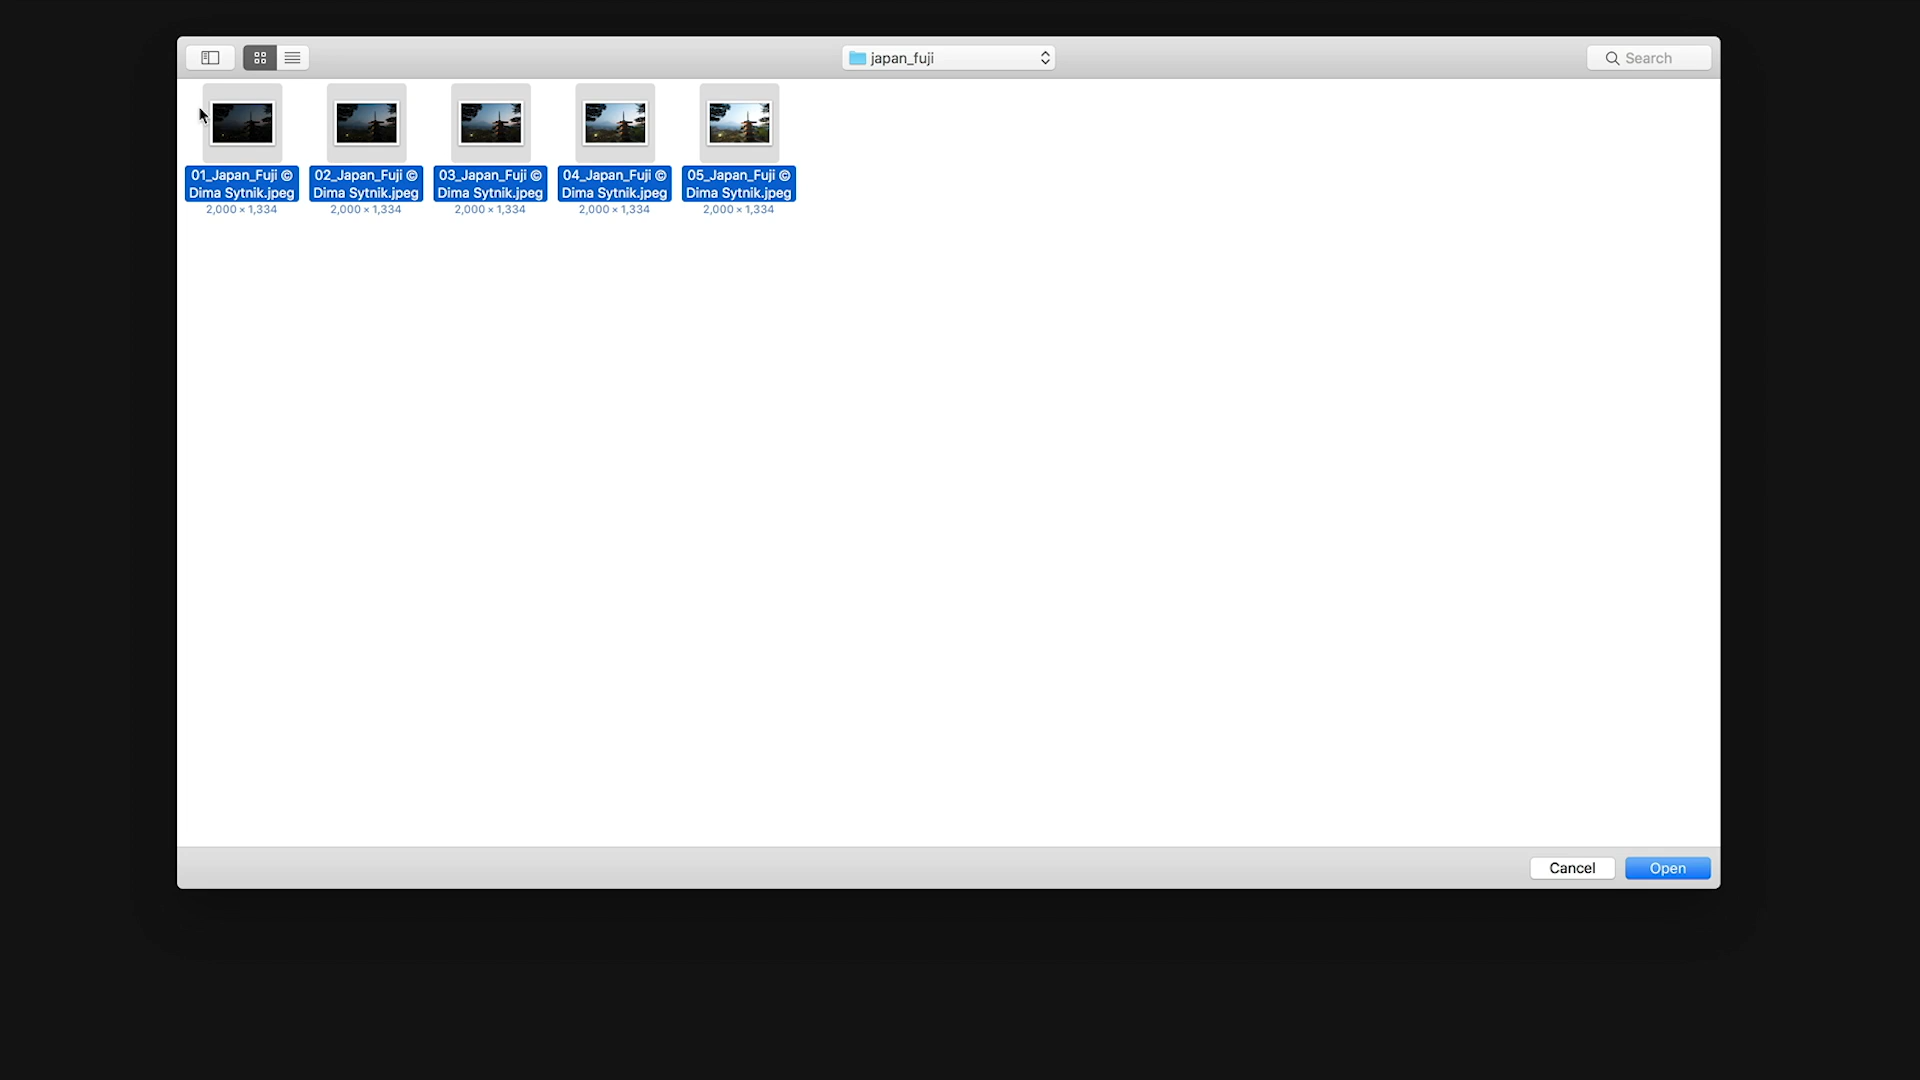 japan_fuji
Search
01_Japan_Fuji ©
Dima Sytnik.jpeg
2,000 × 1,334
02_Japan_Fuji ©
Dima Sytnik.jpeg
2,000 × 1,334
03_Japan_Fuji ©
Dima Sytnik.jpeg
2,000 × 1,334
04_Japan_Fuji ©
Dima Sytnik.jpeg
2,000 × 1,334
05_Japan_Fuji ©
Dima Sytnik.jpeg
2,000 × 1,334
Cancel
Open